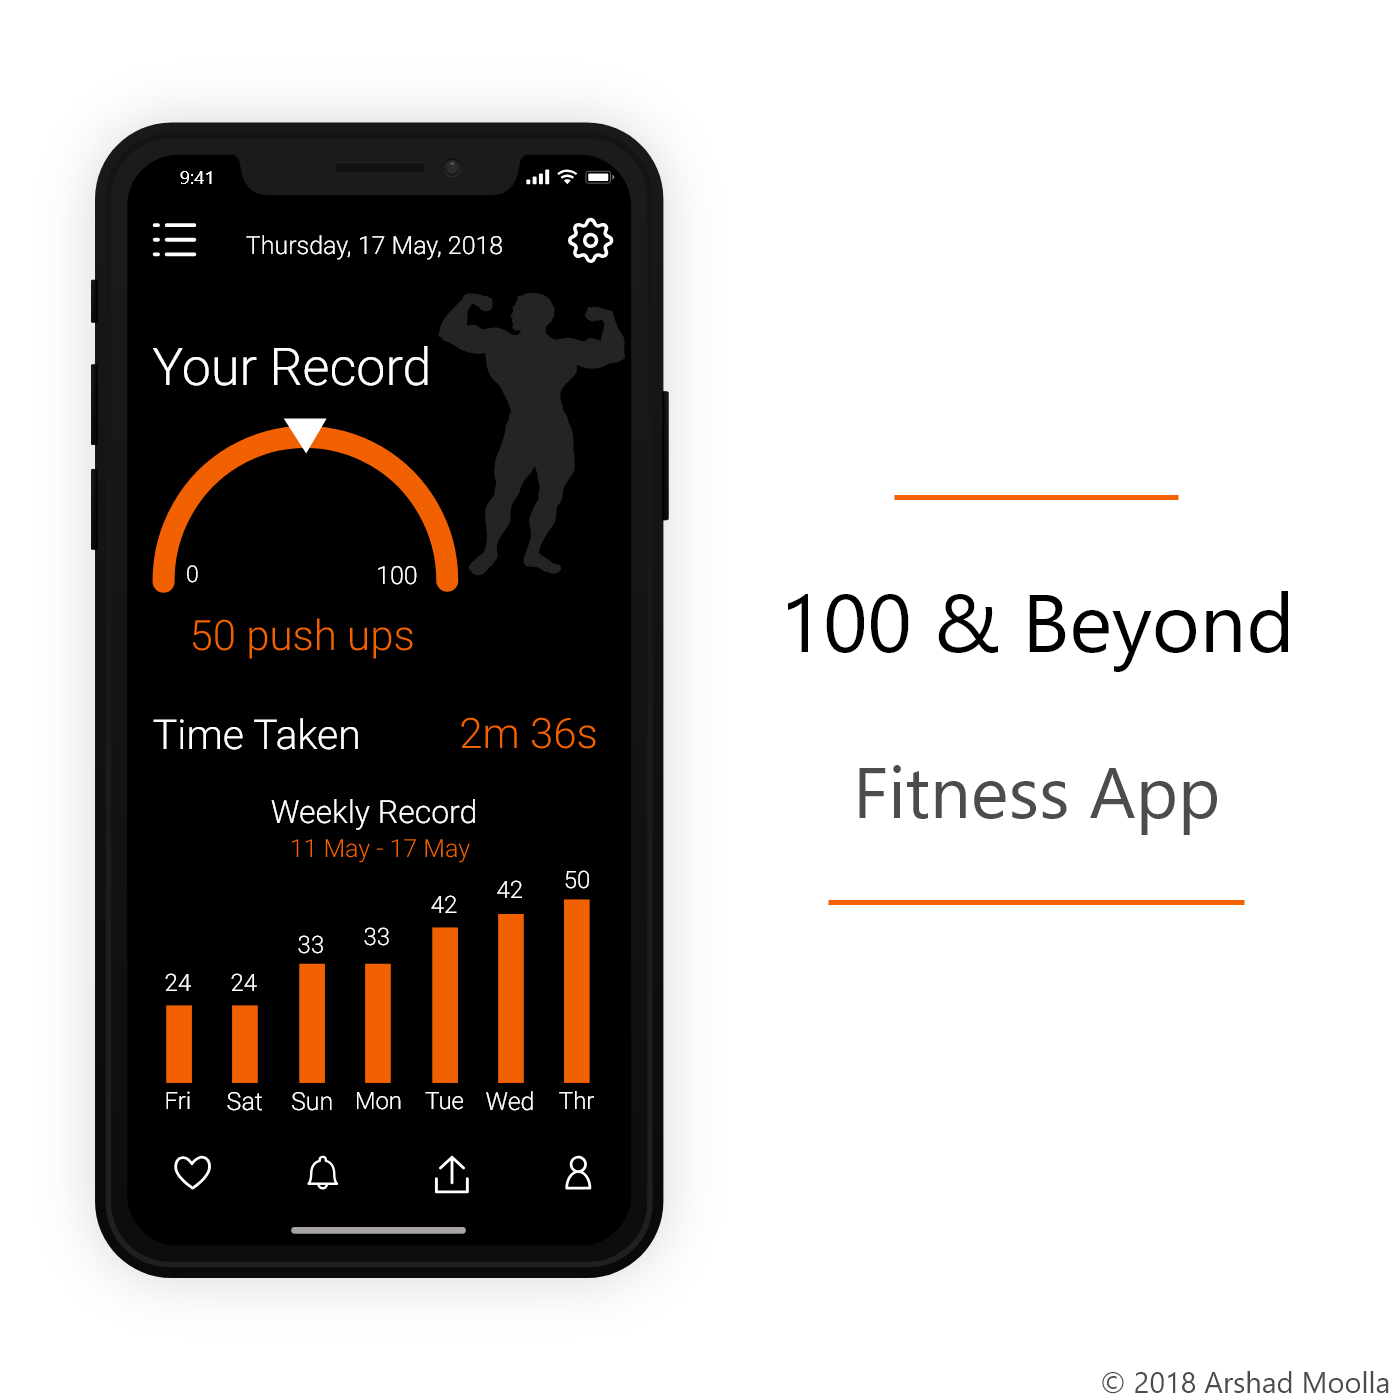 9:41
Thursday, 17 May, 2018
Your Record
0
100
50 push ups
Time Taken 2m 36s
Weekly Record
11 May - 17 May
24 24 33 33 42 42 50
Fri Sat Sun Mon Tue Wed Thr
100 & Beyond
Fitness App
© 2018 Arshad Moolla